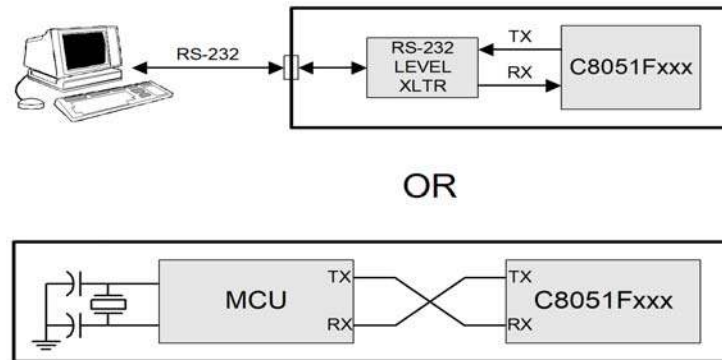 RS-232
RS-232
LEVEL
XLTR
TX
RX
C8051Fxxx
OR
MCU
TX
RX
TX
RX
C8051Fxxx